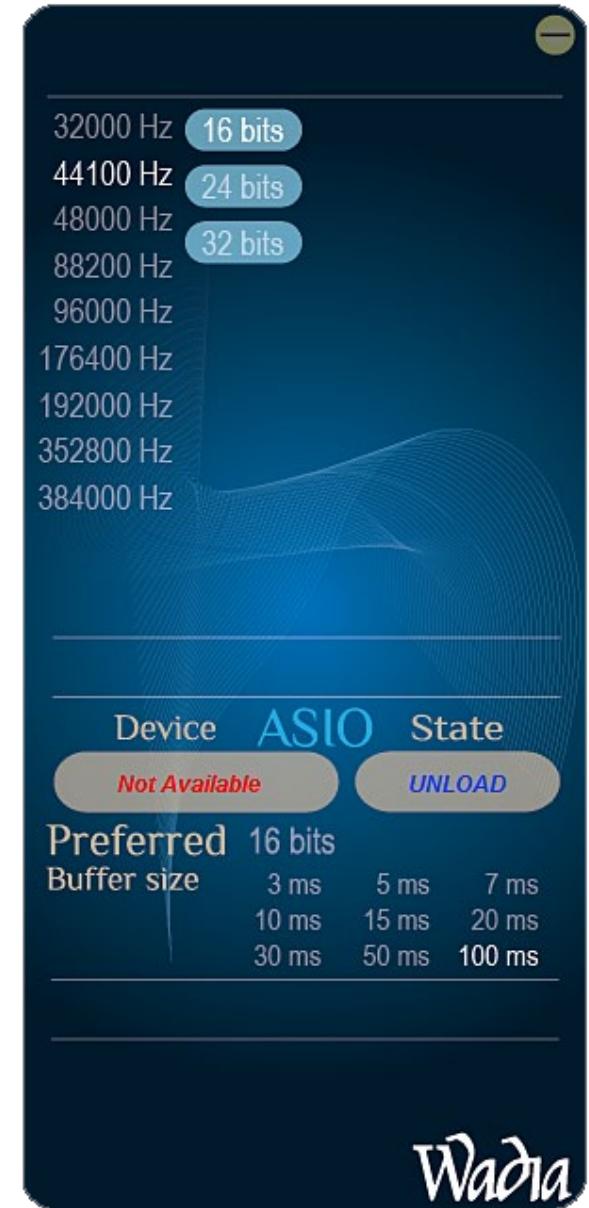 32000 Hz 16 bits
44100 Hz 24 bits
48000 Hz 32 bits
88200 Hz
96000 Hz
176400 Hz
192000 Hz
352800 Hz
384000 Hz
Device ASIO State
Not Available UNLOAD
Preferred 16 bits
Buffer size 3 ms 5 ms 7 ms
10 ms 15 ms 20 ms
30 ms 50 ms 100 ms
Wadia